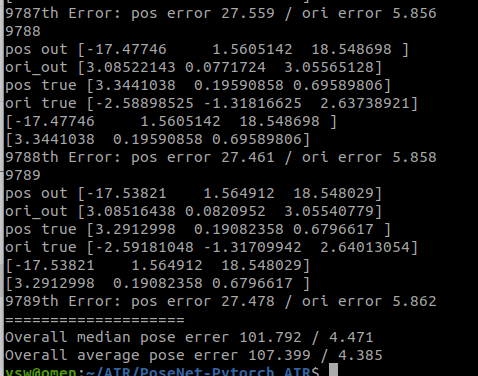 9787th Error: pos error 27.559 / ori error 5.856
9788
pos out [-17.47746     1.5605142  18.548698 ]
ori_out [3.08522143 0.0771724  3.05565128]
pos true [3.3441038  0.19590858 0.69589806]
ori true [-2.58898525 -1.31816625  2.63738921]
[-17.47746     1.5605142  18.548698 ]
[3.3441038  0.19590858 0.69589806]
9788th Error: pos error 27.461 / ori error 5.858
9789
pos out [-17.53821    1.564912  18.548029]
ori_out [3.08516438 0.0820952  3.05540779]
pos true [3.2912998  0.19082358 0.6796617 ]
ori true [-2.59181048 -1.31709942  2.64013054]
[-17.53821    1.564912  18.548029]
[3.2912998  0.19082358 0.6796617 ]
9789th Error: pos error 27.478 / ori error 5.862
====================
Overall median pose errer 101.792 / 4.471
Overall average pose errer 107.399 / 4.385
vsw@omen:~/AIR/PoseNet-Pytorch_AIR$